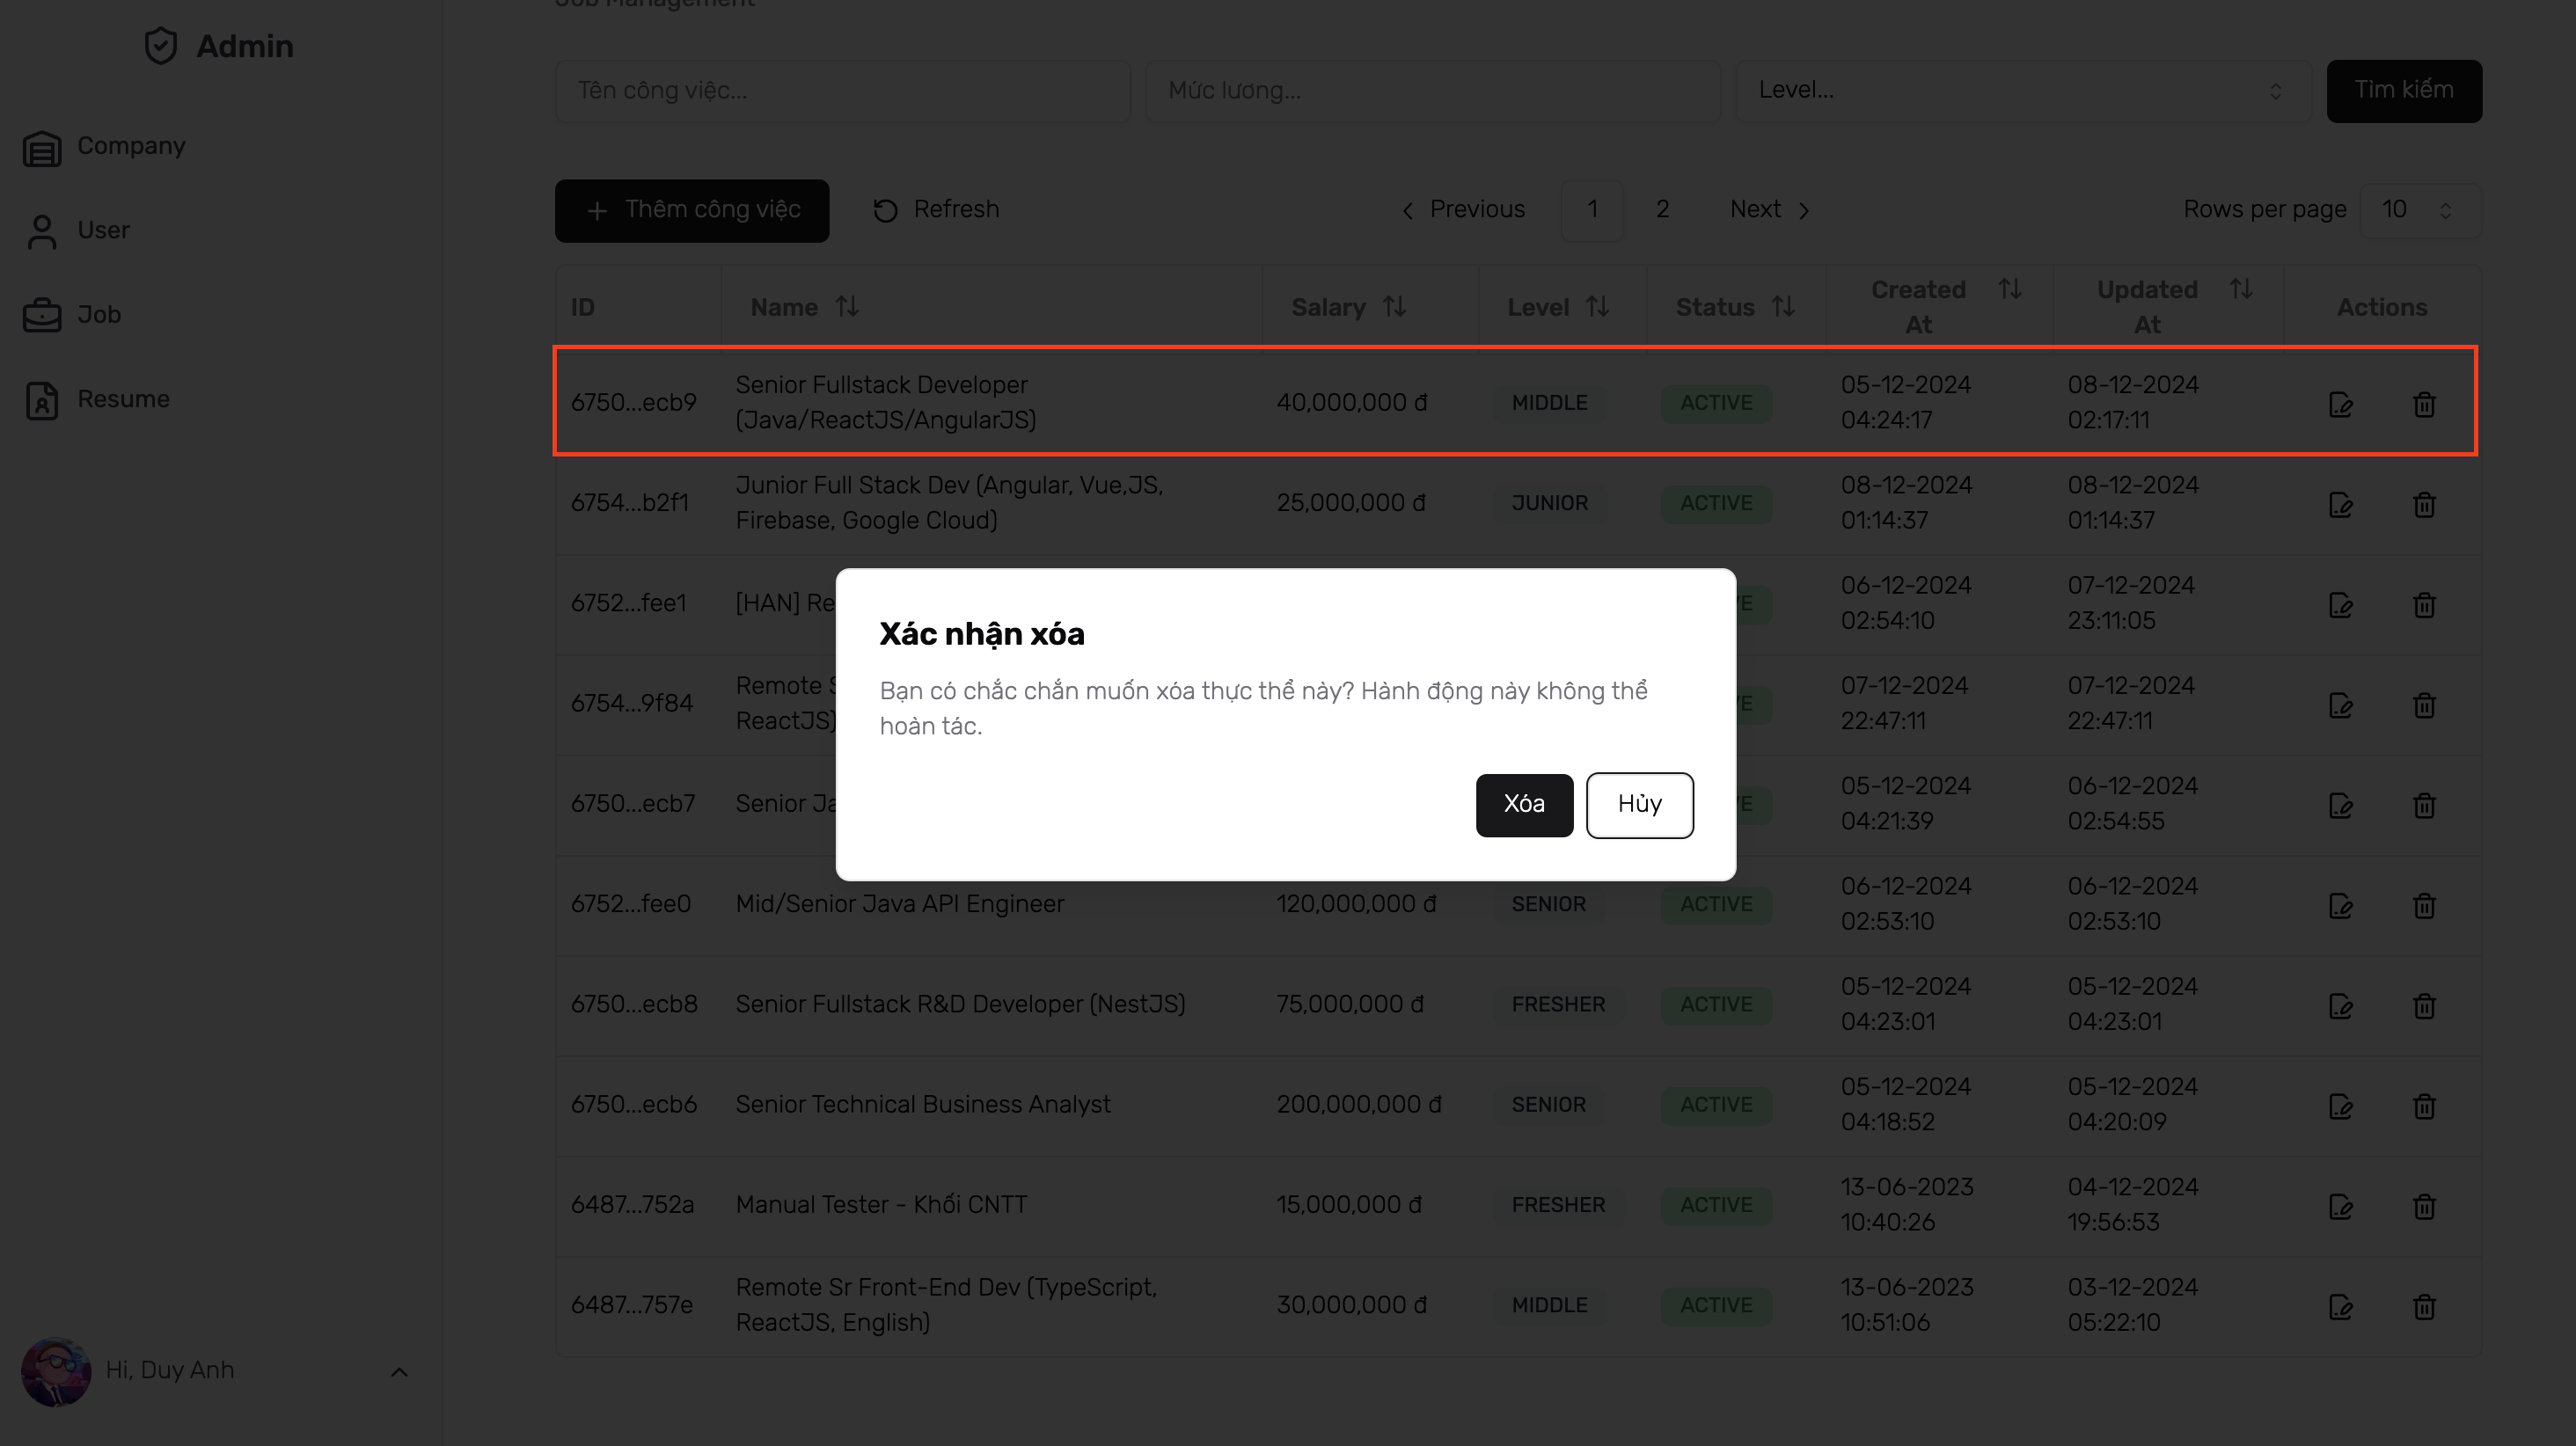 Job Management
Admin
Tên công việc...
Mức lương...
Level...
Tìm kiếm
Company
User
Job
Resume
Thêm công việc
Refresh
Previous
1
2
Next
Rows per page
10
ID
Name
Salary
Level
Status
Created
At
Updated
At
Actions
6750...ecb9
Senior Fullstack Developer
(Java/ReactJS/AngularJS)
40,000,000 đ
MIDDLE
ACTIVE
05-12-2024
04:24:17
08-12-2024
02:17:11
6754...b2f1
Junior Full Stack Dev (Angular, Vue,JS,
Firebase, Google Cloud)
25,000,000 đ
JUNIOR
ACTIVE
08-12-2024
01:14:37
08-12-2024
01:14:37
6752...fee1
[HAN] Re
06-12-2024
02:54:10
07-12-2024
23:11:05
6754...9f84
Remote S
ReactJS)
07-12-2024
22:47:11
07-12-2024
22:47:11
6750...ecb7
Senior Ja
05-12-2024
04:21:39
06-12-2024
02:54:55
Xác nhận xóa
Bạn có chắc chắn muốn xóa thực thể này? Hành động này không thể
hoàn tác.
Xóa
Hủy
6752...fee0
Mid/Senior Java API Engineer
120,000,000 đ
SENIOR
ACTIVE
06-12-2024
02:53:10
06-12-2024
02:53:10
6750...ecb8
Senior Fullstack R&D Developer (NestJS)
75,000,000 đ
FRESHER
ACTIVE
05-12-2024
04:23:01
05-12-2024
04:23:01
6750...ecb6
Senior Technical Business Analyst
200,000,000 đ
SENIOR
ACTIVE
05-12-2024
04:18:52
05-12-2024
04:20:09
6487...752a
Manual Tester - Khối CNTT
15,000,000 đ
FRESHER
ACTIVE
13-06-2023
10:40:26
04-12-2024
19:56:53
6487...757e
Remote Sr Front-End Dev (TypeScript,
ReactJS, English)
30,000,000 đ
MIDDLE
ACTIVE
13-06-2023
10:51:06
03-12-2024
05:22:10
Hi, Duy Anh